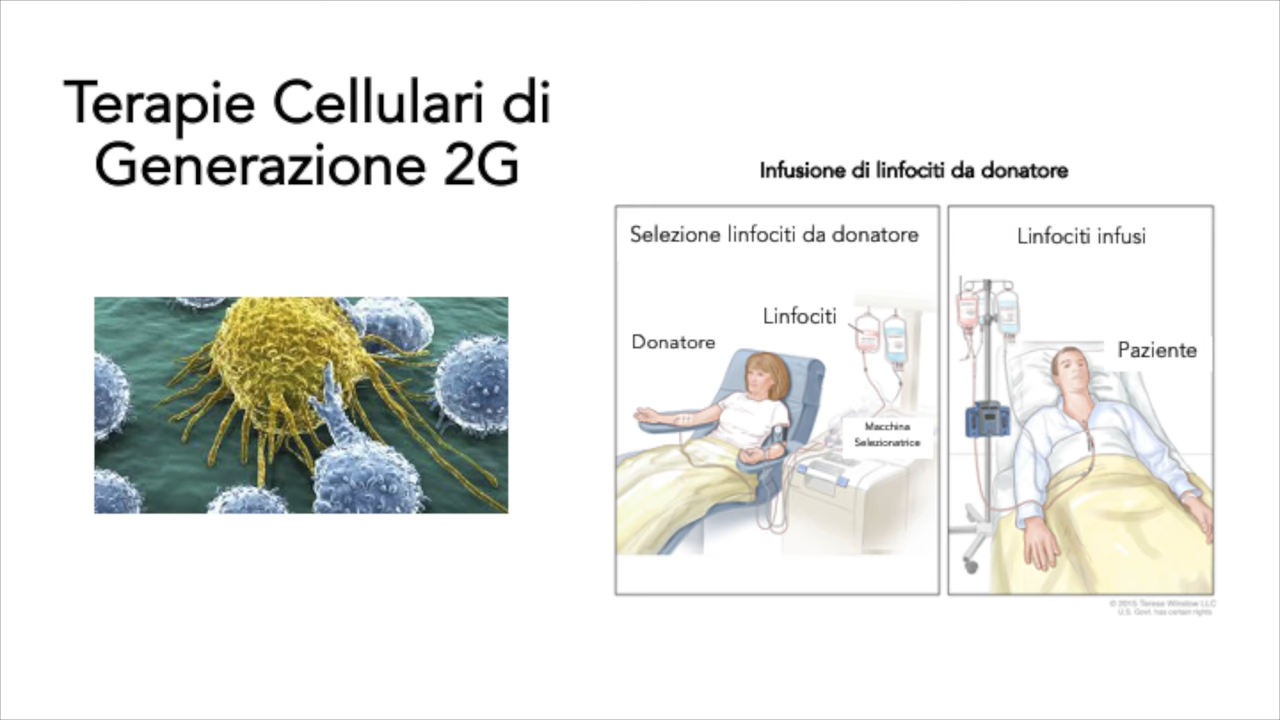 Terapie Cellulari di
Generazione 2G
Infusione di linfociti da donatore
Selezione linfociti da donatore
Linfociti
Donatore
Macchina
Selezionatrice
Linfociti infusi
Paziente
© 2015 Terese Winslow LLC
U.S. Govt. has certain rights